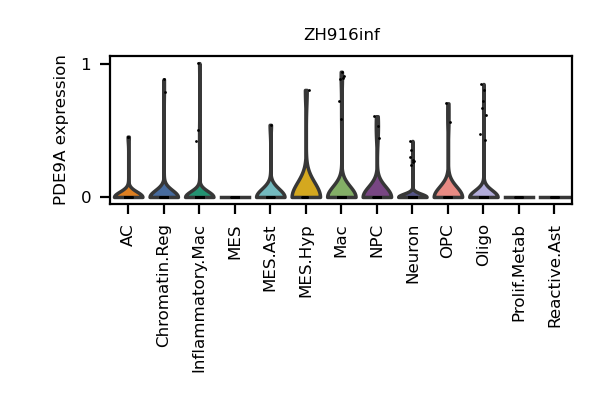 ZH916inf
PDE9A expression
1
0
AC
Chromatin.Reg
Inflammatory.Mac
MES
MES.Ast
MES.Hyp
Mac
NPC
Neuron
OPC
Oligo
Prolif.Metab
Reactive.Ast